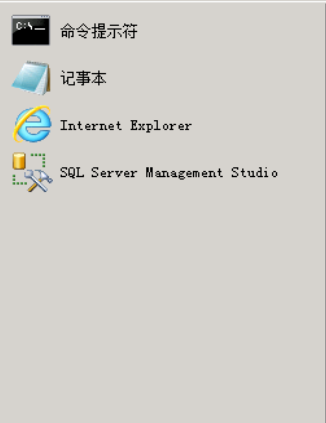 C:\_
命令提示符
记事本
Internet Explorer
SQL Server Management Studio